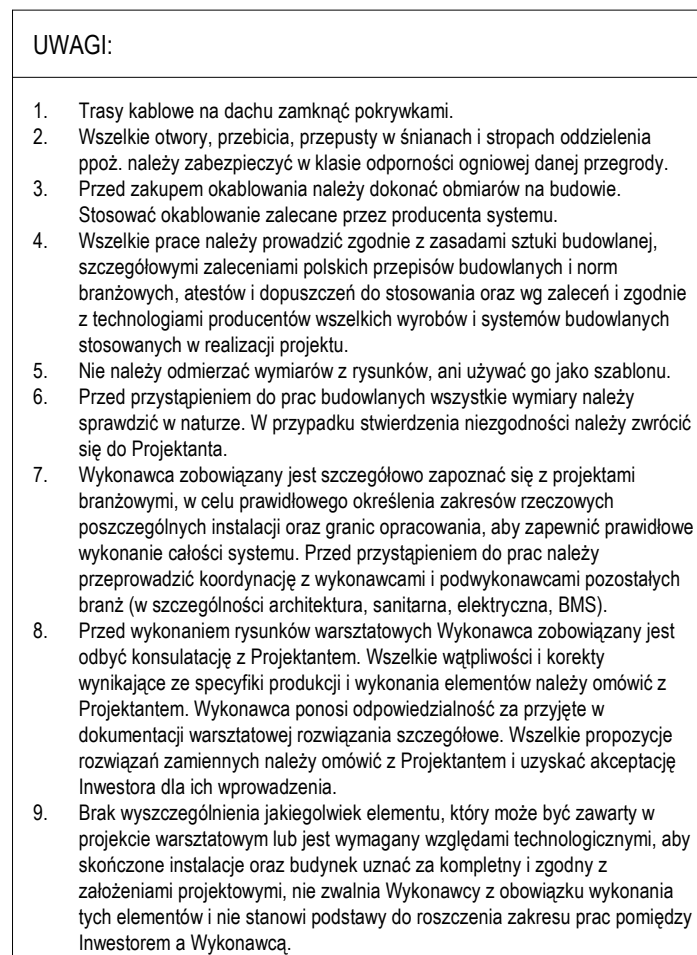 UWAGI:
1. Trasy kablowe na dachu zamknąć pokrywkami.
2. Wszelkie otwory, przebicia, przepusty w śnianach i stropach oddzielenia
ppoż. należy zabezpieczyć w klasie odporności ogniowej danej przegrody.
3. Przed zakupem okablowania należy dokonać obmiarów na budowie.
Stosować okablowanie zalecane przez producenta systemu.
4. Wszelkie prace należy prowadzić zgodnie z zasadami sztuki budowlanej,
szczegółowymi zaleceniami polskich przepisów budowlanych i norm
branżowych, atestów i dopuszczeń do stosowania oraz wg zaleceń i zgodnie
z technologiami producentów wszelkich wyrobów i systemów budowlanych
stosowanych w realizacji projektu.
5. Nie należy odmierzać wymiarów z rysunków, ani używać go jako szablonu.
6. Przed przystąpieniem do prac budowlanych wszystkie wymiary należy
sprawdzić w naturze. W przypadku stwierdzenia niezgodności należy zwrócić
się do Projektanta.
7. Wykonawca zobowiązany jest szczegółowo zapoznać się z projektami
branżowymi, w celu prawidłowego określenia zakresów rzeczowych
poszczególnych instalacji oraz granic opracowania, aby zapewnić prawidłowe
wykonanie całości systemu. Przed przystąpieniem do prac należy
przeprowadzić koordynację z wykonawcami i podwykonawcami pozostałych
branż (w szczególności architektura, sanitarna, elektryczna, BMS).
8. Przed wykonaniem rysunków warsztatowych Wykonawca zobowiązany jest
odbyć konsulatację z Projektantem. Wszelkie wątpliwości i korekty
wynikające ze specyfiki produkcji i wykonania elementów należy omówić z
Projektantem. Wykonawca ponosi odpowiedzialność za przyjęte w
dokumentacji warsztatowej rozwiązania szczegółowe. Wszelkie propozycje
rozwiązań zamiennych należy omówić z Projektantem i uzyskać akceptację
Inwestora dla ich wprowadzenia.
9. Brak wyszczególnienia jakiegolwiek elementu, który może być zawarty w
projekcie warsztatowym lub jest wymagany względami technologicznymi, aby
skończone instalacje oraz budynek uznać za kompletny i zgodny z
założeniami projektowymi, nie zwalnia Wykonawcy z obowiązku wykonania
tych elementów i nie stanowi podstawy do roszczenia zakresu prac pomiędzy
Inwestorem a Wykonawcą.